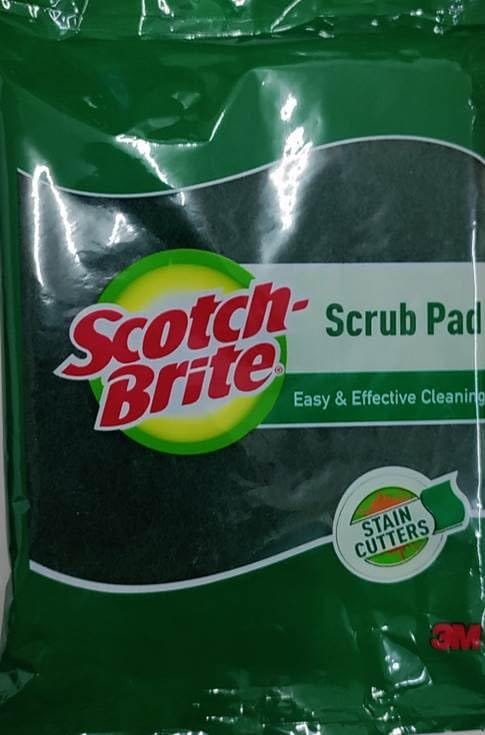 Scotch-
Brite®
Scrub Pad
Easy & Effective Cleaning
STAIN
CUTTERS
3M